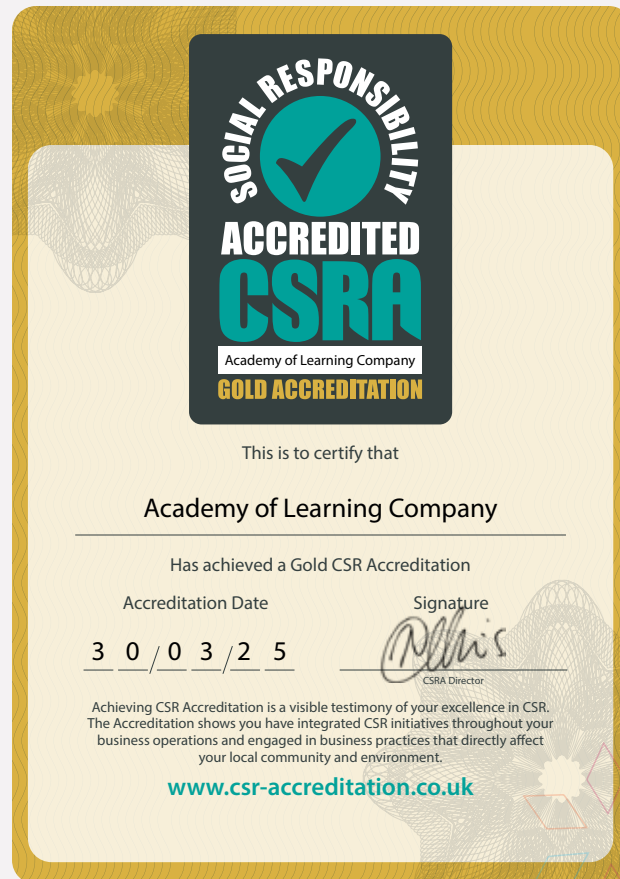 SOCIAL RESPONSIBILITY
ACCREDITED
CSRA
Academy of Learning Company
GOLD ACCREDITATION
This is to certify that
Academy of Learning Company
Has achieved a Gold CSR Accreditation
Accreditation Date
Signature
30/03/25
CSRA Director
Achieving CSR Accreditation is a visible testimony of your excellence in CSR.
The Accreditation shows you have integrated CSR initiatives throughout your
business operations and engaged in business practices that directly affect
your local community and environment.
www.csr-accreditation.co.uk